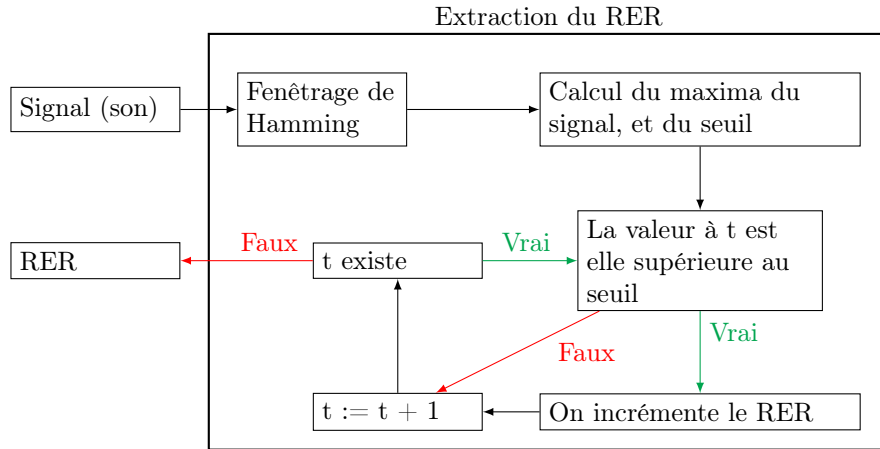 Extraction du RER
Signal (son)
Fenêtrage de
Hamming
Calcul du maxima du
signal, et du seuil
La valeur à t est
elle supérieure au
seuil
Vrai
t existe
Faux
RER
Faux
Vrai
t := t + 1
On incrémente le RER